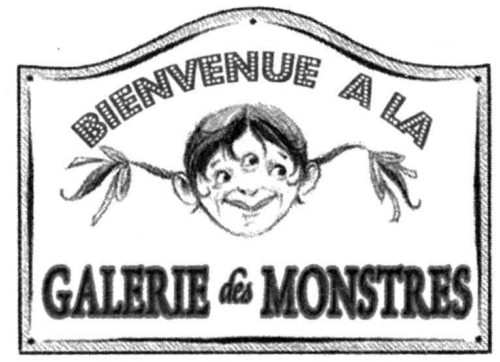 BIENVENUE A LA
GALERIE des MONSTRES